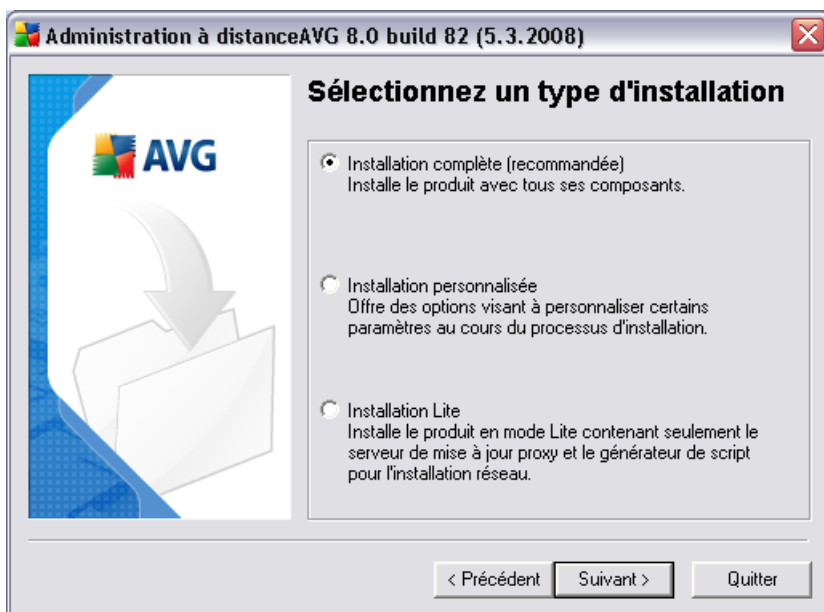 Administration à distanceAVG 8.0 build 82 (5.3.2008)
AVG
Sélectionnez un type d'installation
Installation complète (recommandée)
Installe le produit avec tous ses composants.
Installation personnalisée
Offre des options visant à personnaliser certains
paramètres au cours du processus d'installation.
Installation Lite
Installe le produit en mode Lite contenant seulement le
serveur de mise à jour proxy et le générateur de script
pour l'installation réseau.
< Précédent
Suivant >
Quitter